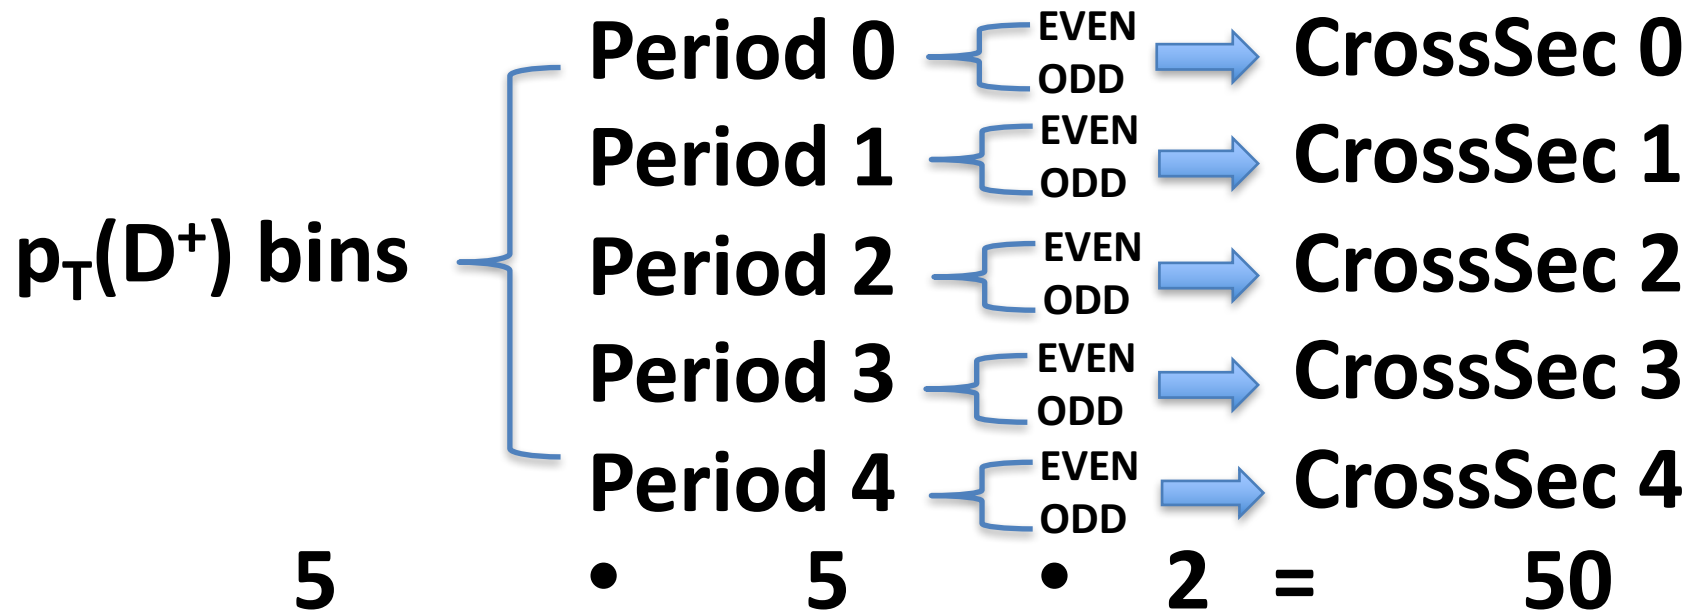 Period 0 EVEN ODD CrossSec 0
Period 1 EVEN ODD CrossSec 1
p_T(D⁺) bins
Period 2 EVEN ODD CrossSec 2
Period 3 EVEN ODD CrossSec 3
Period 4 EVEN ODD CrossSec 4
5 • 5 • 2 = 50